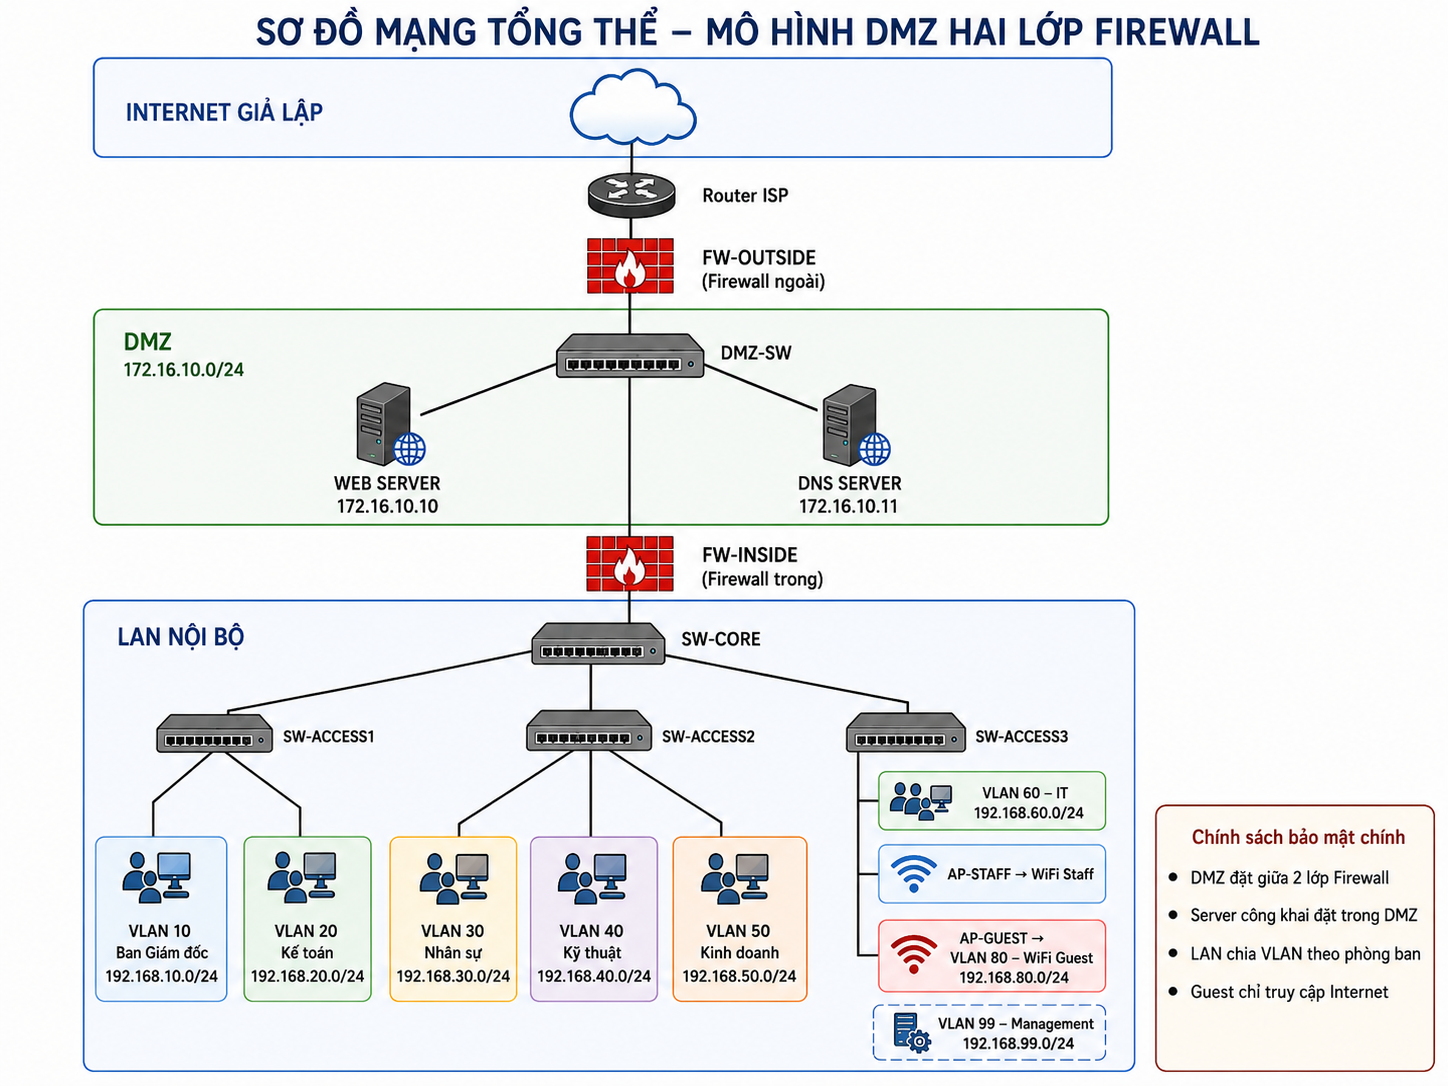 SƠ ĐỒ MẠNG TỔNG THỂ – MÔ HÌNH DMZ HAI LỚP FIREWALL
INTERNET GIẢ LẬP
Router ISP
FW-OUTSIDE
(Firewall ngoài)
DMZ
172.16.10.0/24
DMZ-SW
WEB SERVER
172.16.10.10
DNS SERVER
172.16.10.11
FW-INSIDE
(Firewall trong)
LAN NỘI BỘ
SW-CORE
SW-ACCESS1
SW-ACCESS2
SW-ACCESS3
VLAN 10
Ban Giám đốc
192.168.10.0/24
VLAN 20
Kế toán
192.168.20.0/24
VLAN 30
Nhân sự
192.168.30.0/24
VLAN 40
Kỹ thuật
192.168.40.0/24
VLAN 50
Kinh doanh
192.168.50.0/24
VLAN 60 – IT
192.168.60.0/24
AP-STAFF → WiFi Staff
AP-GUEST →
VLAN 80 – WiFi Guest
192.168.80.0/24
VLAN 99 – Management
192.168.99.0/24
Chính sách bảo mật chính
• DMZ đặt giữa 2 lớp Firewall
• Server công khai đặt trong DMZ
• LAN chia VLAN theo phòng ban
• Guest chỉ truy cập Internet